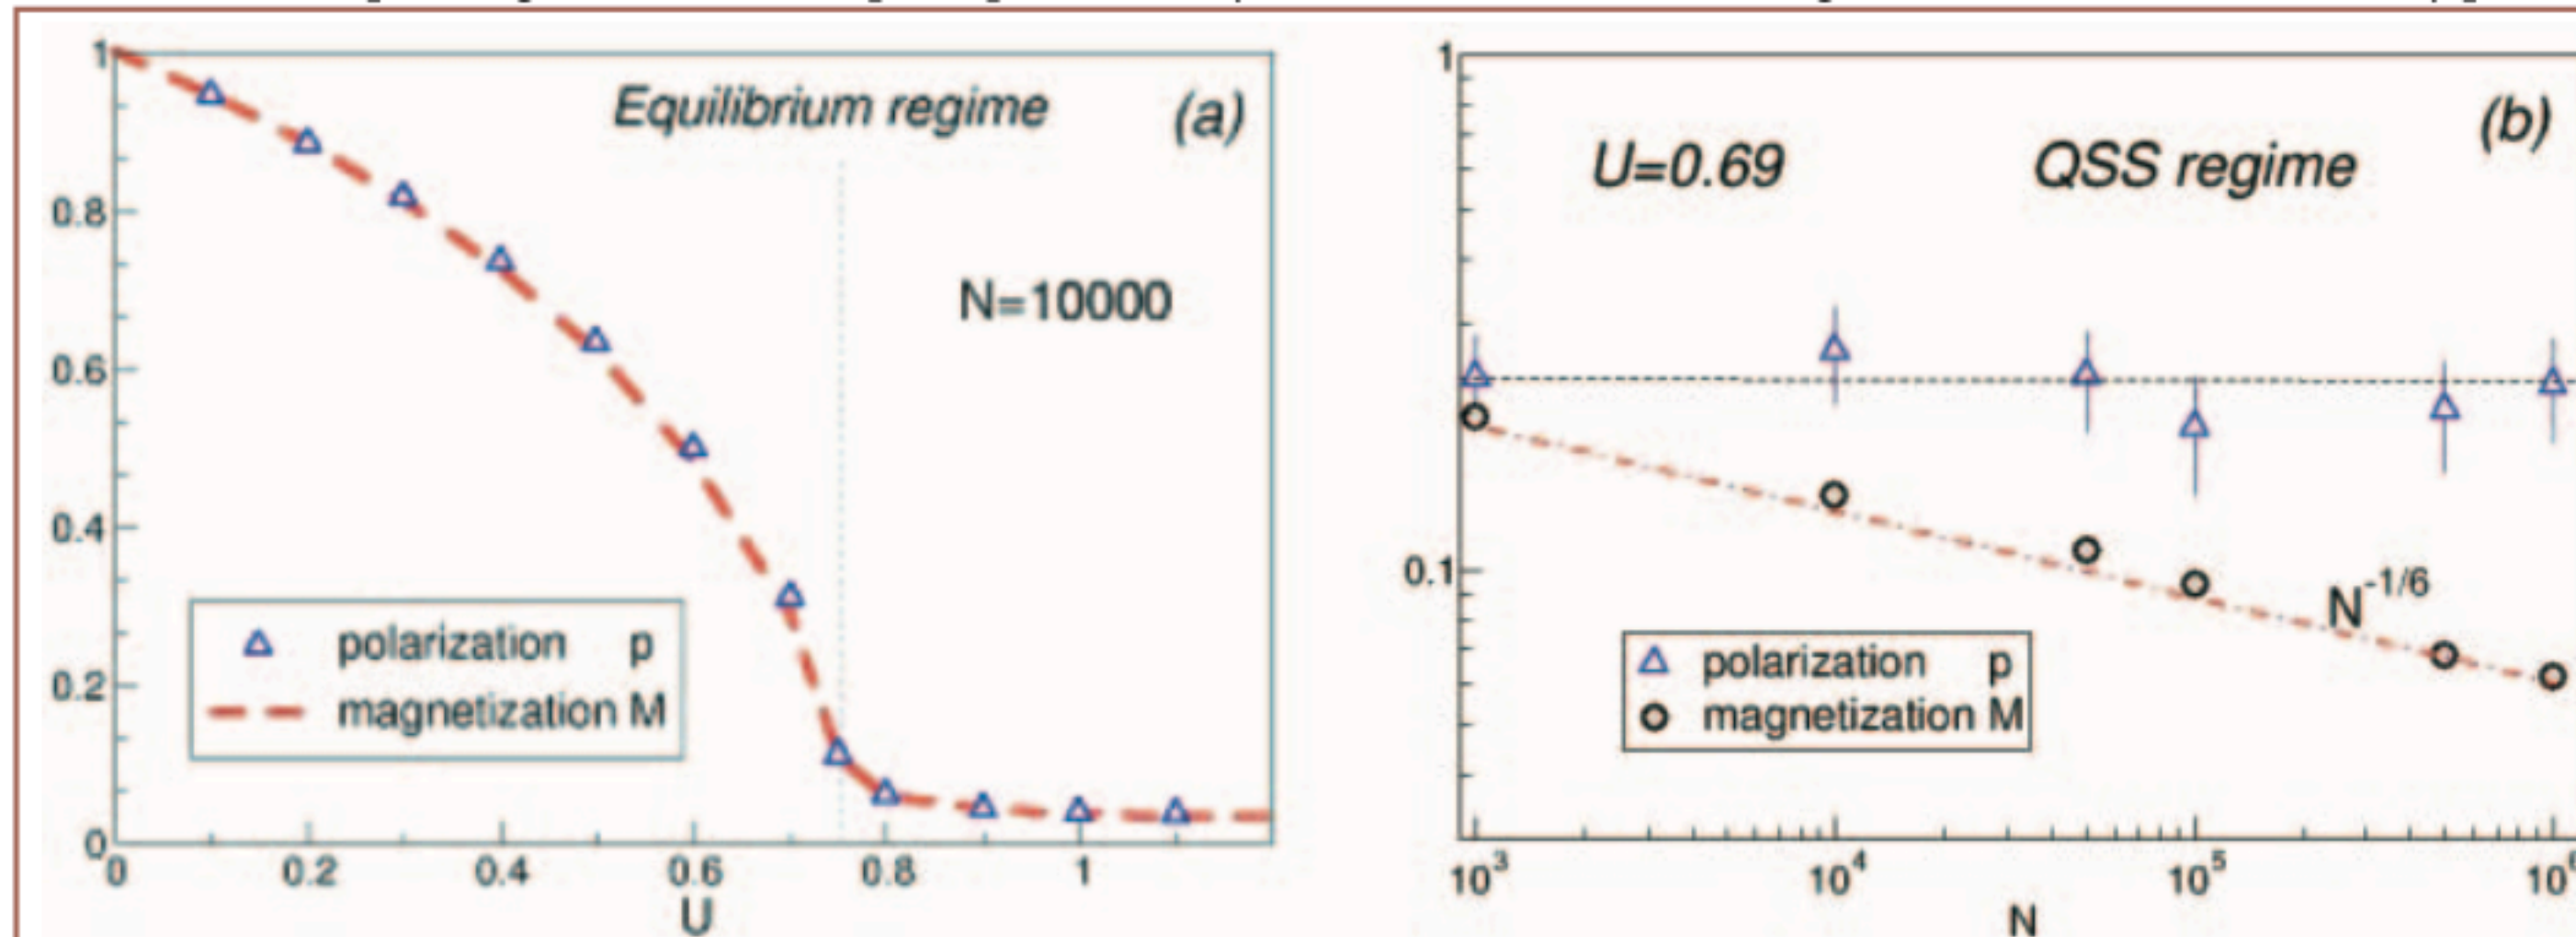 1
0.8
0.6
0.4
0.2
0
0
0.2
0.4
0.6
0.8
1
U
Equilibrium regime
(a)
N=10000
polarization p
magnetization M
1
0.1
10^3
10^4
10^5
N
(b)
U=0.69 QSS regime
N^-1/6
polarization p
magnetization M